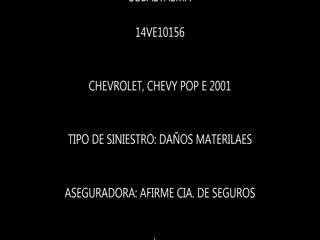 14VE10156
CHEVROLET, CHEVY POP E 2001
TIPO DE SINIESTRO: DAÑOS MATERILAES
ASEGURADORA: AFIRME CIA. DE SEGUROS